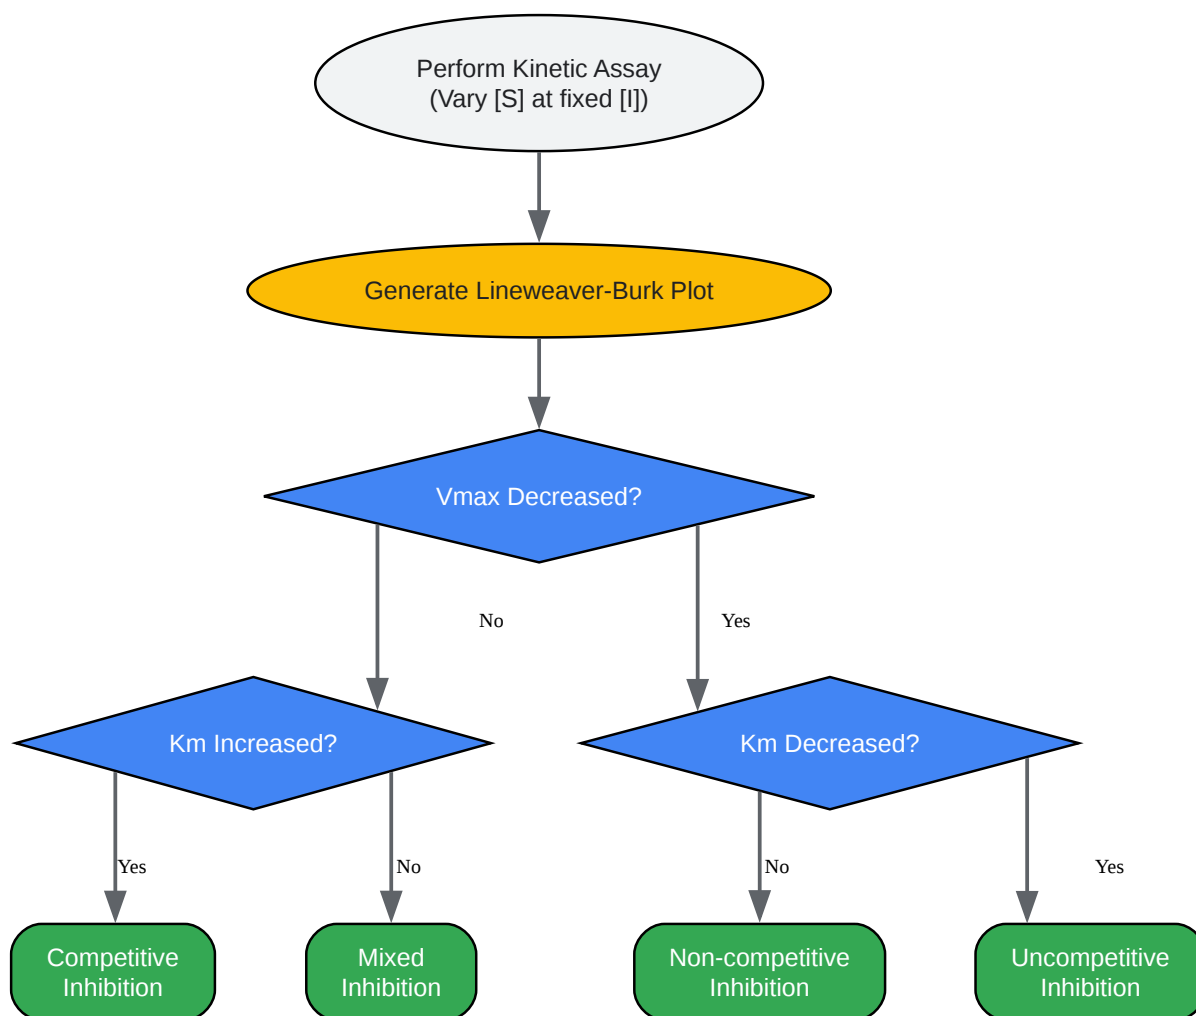 Perform Kinetic Assay
(Vary [S] at fixed [I])
Generate Lineweaver-Burk Plot
Vmax Decreased?
No
Yes
Km Increased?
Km Decreased?
Yes
No
No
Yes
Competitive
Inhibition
Mixed
Inhibition
Non-competitive
Inhibition
Uncompetitive
Inhibition